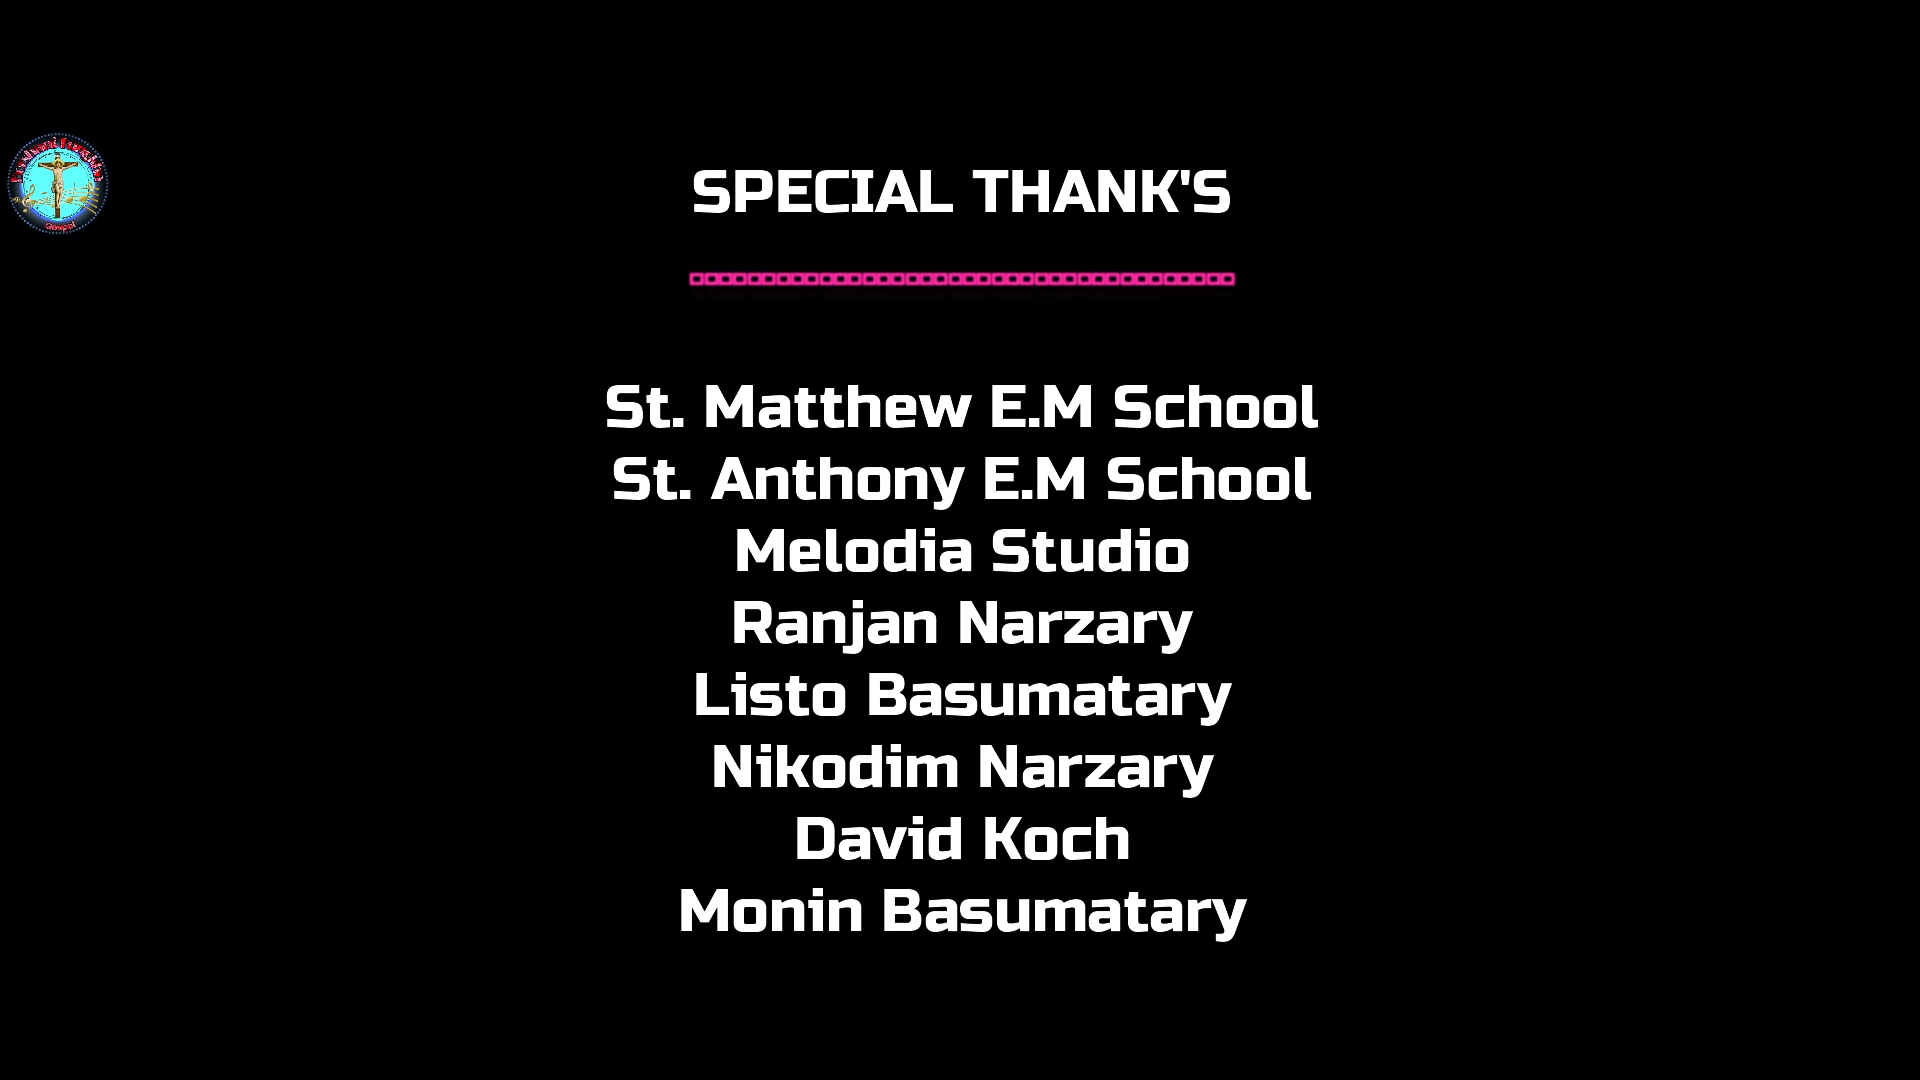 SPECIAL THANK'S
St. Matthew E.M School
St. Anthony E.M School
Melodia Studio
Ranjan Narzary
Listo Basumatary
Nikodim Narzary
David Koch
Monin Basumatary
Gospel